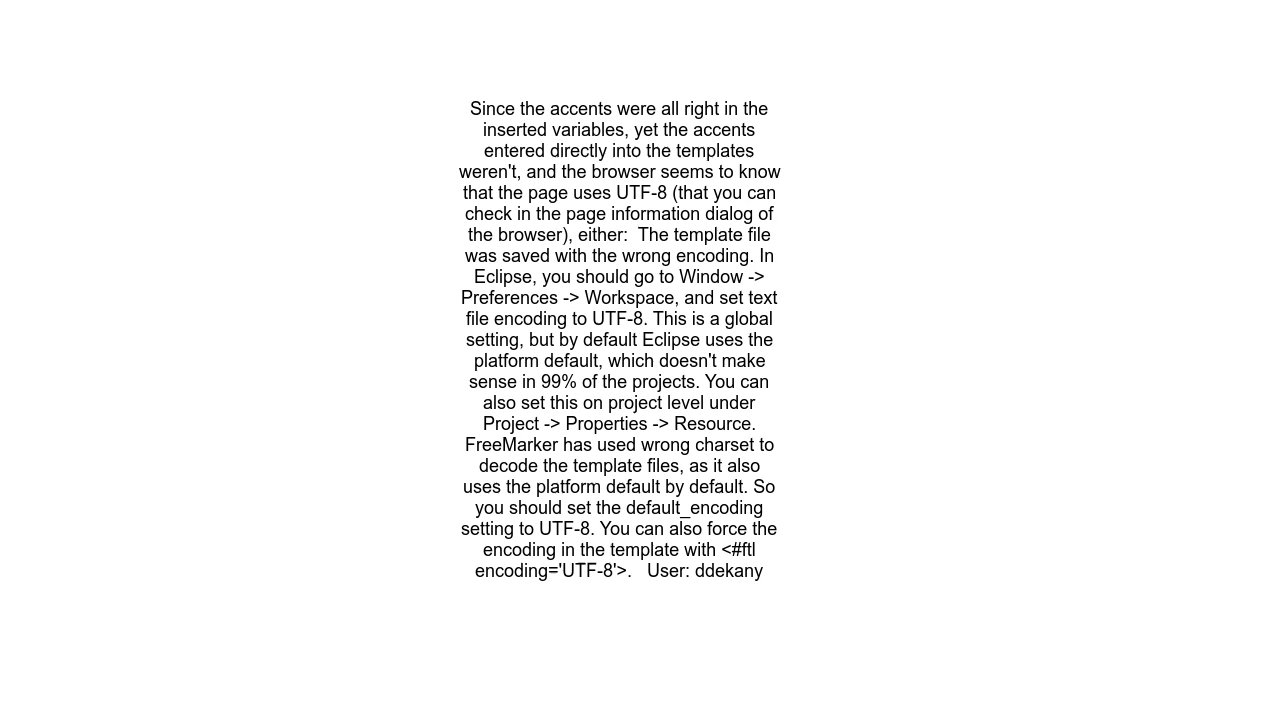 Since the accents were all right in the
inserted variables, yet the accents
entered directly into the templates
weren't, and the browser seems to know
that the page uses UTF-8 (that you can
check in the page information dialog of
the browser), either:  The template file
was saved with the wrong encoding. In
Eclipse, you should go to Window ->
Preferences -> Workspace, and set text
file encoding to UTF-8. This is a global
setting, but by default Eclipse uses the
platform default, which doesn't make
sense in 99% of the projects. You can
also set this on project level under
Project -> Properties -> Resource.
FreeMarker has used wrong charset to
decode the template files, as it also
uses the platform default by default. So
you should set the default_encoding
setting to UTF-8. You can also force the
encoding in the template with <#ftl
encoding='UTF-8'>.   User: ddekany